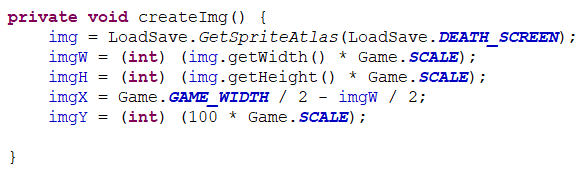 private void createImg() {
    img = LoadSave.GetSpriteAtlas(LoadSave.DEATH_SCREEN);
    imgW = (int) (img.getWidth() * Game.SCALE);
    imgH = (int) (img.getHeight() * Game.SCALE);
    imgX = Game.GAME_WIDTH / 2 - imgW / 2;
    imgY = (int) (100 * Game.SCALE);
}